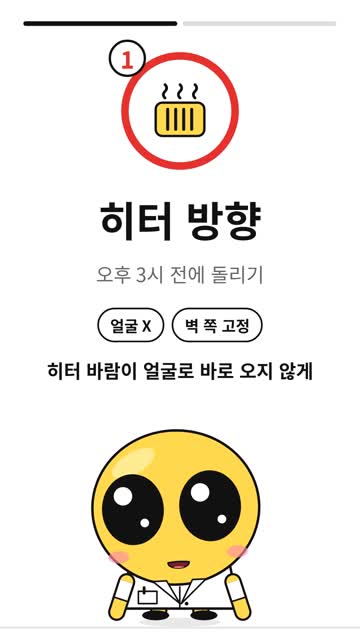 1
히터 방향
오후 3시 전에 돌리기
얼굴 X
벽 쪽 고정
히터 바람이 얼굴로 바로 오지 않게